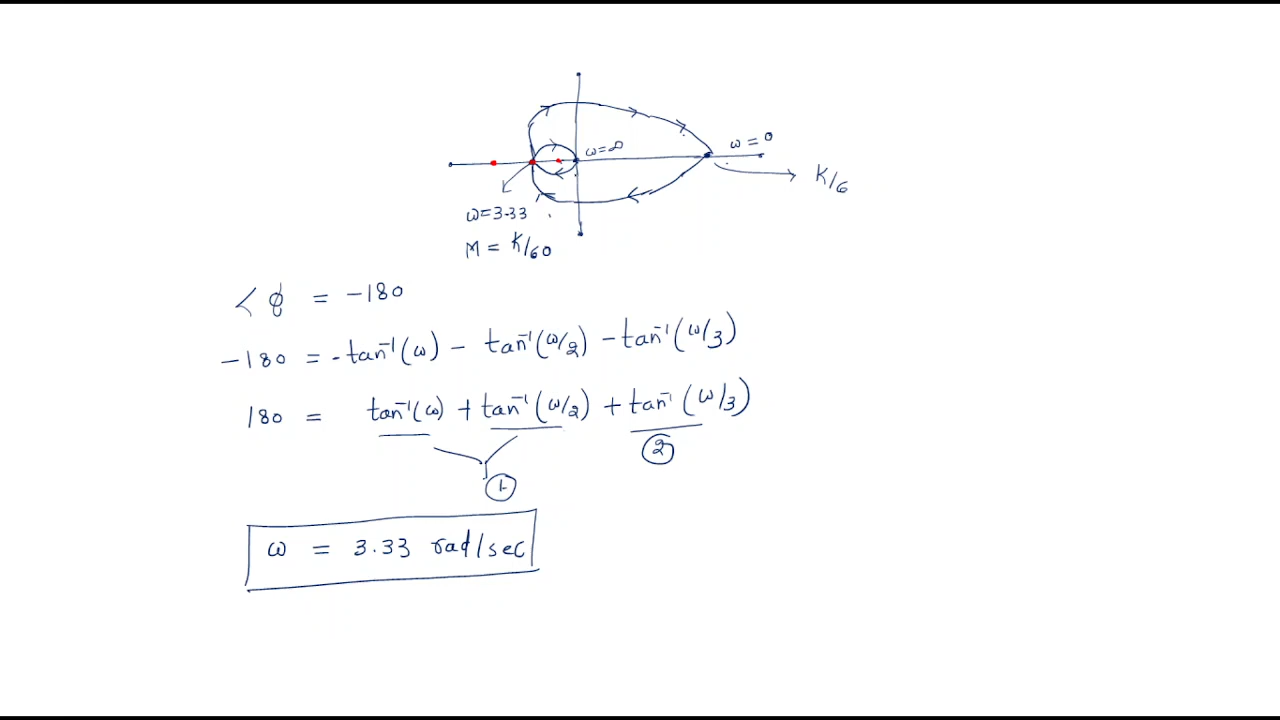 ω = 0
ω = ∞
K/6
ω = 3.33
M = K/60
< φ = -180
-180 = - tan⁻¹(ω) - tan⁻¹(ω/2) - tan⁻¹(ω/3)
180 = tan⁻¹(ω) + tan⁻¹(ω/2) + tan⁻¹(ω/3)
2
1
ω = 3.33 rad/sec